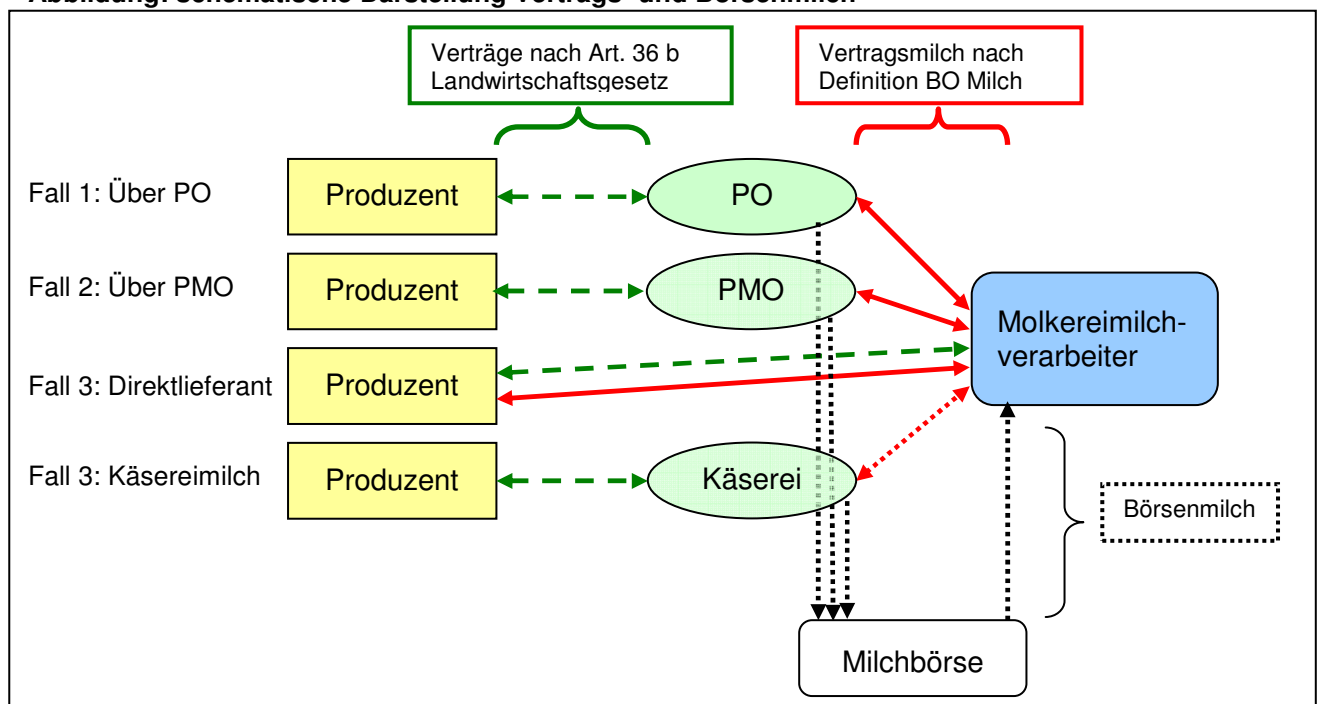 Abbildung: schematische Darstellung Vertrags- und Börsenmilch
Verträge nach Art. 36 b
Landwirtschaftsgesetz
Vertragsmilch nach
Definition BO Milch
Fall 1: Über PO
Produzent
PO
Fall 2: Über PMO
Produzent
PMO
Molkereimilch-
verarbeiter
Fall 3: Direktlieferant
Produzent
Fall 3: Käsereimilch
Produzent
Käserei
Börsenmilch
Milchbörse